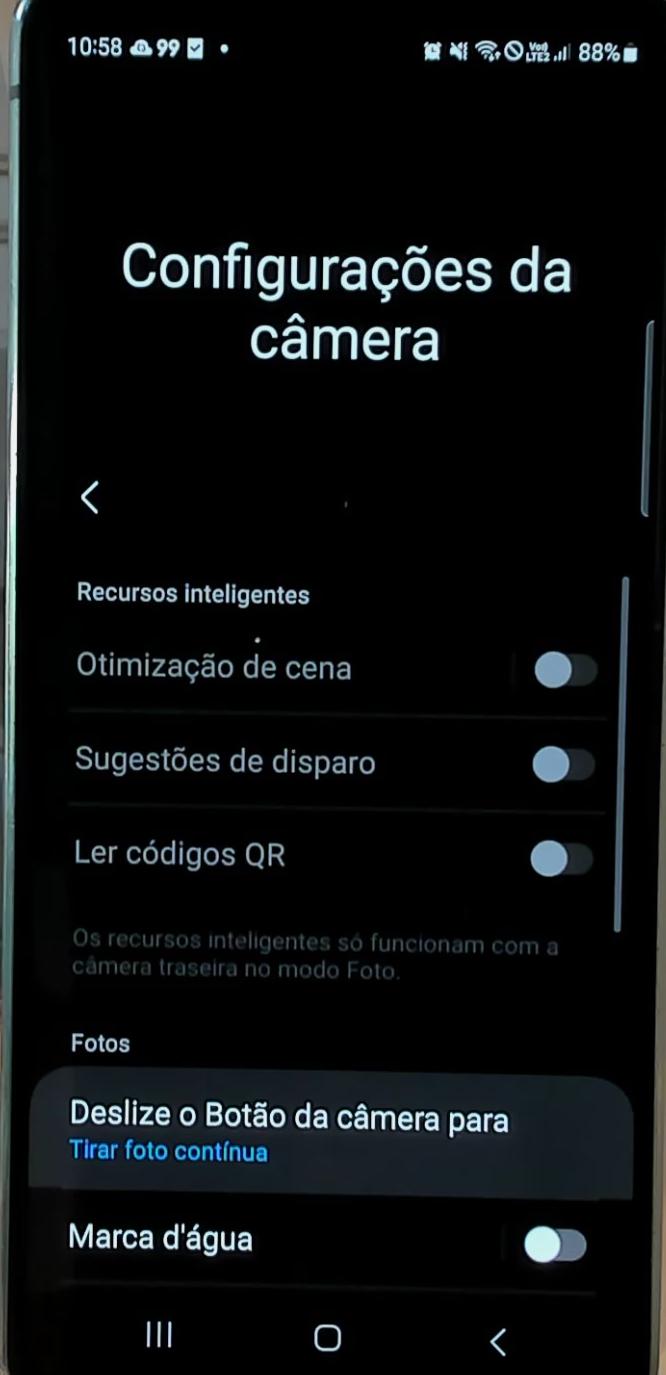 10:58 99 88%
VoD
LTE2
Configurações da
câmera
Recursos inteligentes
Otimização de cena
Sugestões de disparo
Ler códigos QR
Os recursos inteligentes só funcionam com a
câmera traseira no modo Foto.
Fotos
Deslize o Botão da câmera para
Tirar foto contínua
Marca d'água